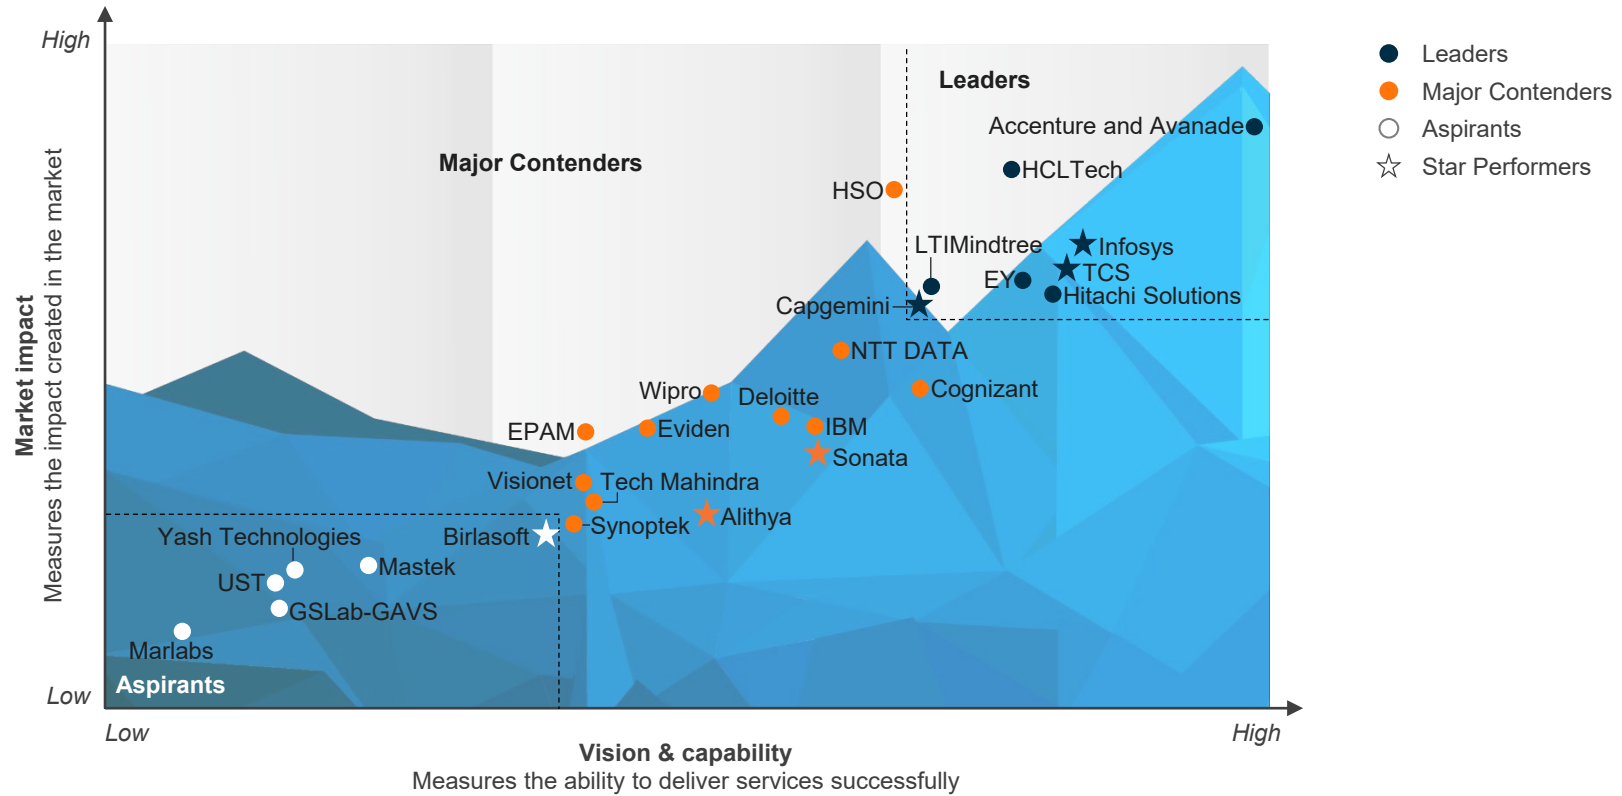 High
Leaders
Leaders
Major Contenders
Accenture and Avanade
Aspirants
Major Contenders
HCLTech
Star Performers
HSO
LTIMindtree
Infosys
EY
TCS
Capgemini
Hitachi Solutions
NTT DATA
Wipro
Deloitte
Cognizant
EPAM
Eviden
IBM
Sonata
Visionet
Tech Mahindra
Alithya
Synoptek
Birlasoft
Yash Technologies
Mastek
UST
GSLab-GAVS
Marlabs
Aspirants
Market impact
Measures the impact created in the market
Low
Low
High
Vision & capability
Measures the ability to deliver services successfully